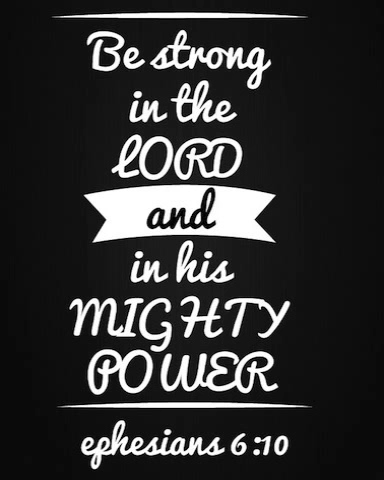 Be strong
in the
LORD
and
in his
MIGHTY
POWER
ephesians 6:10